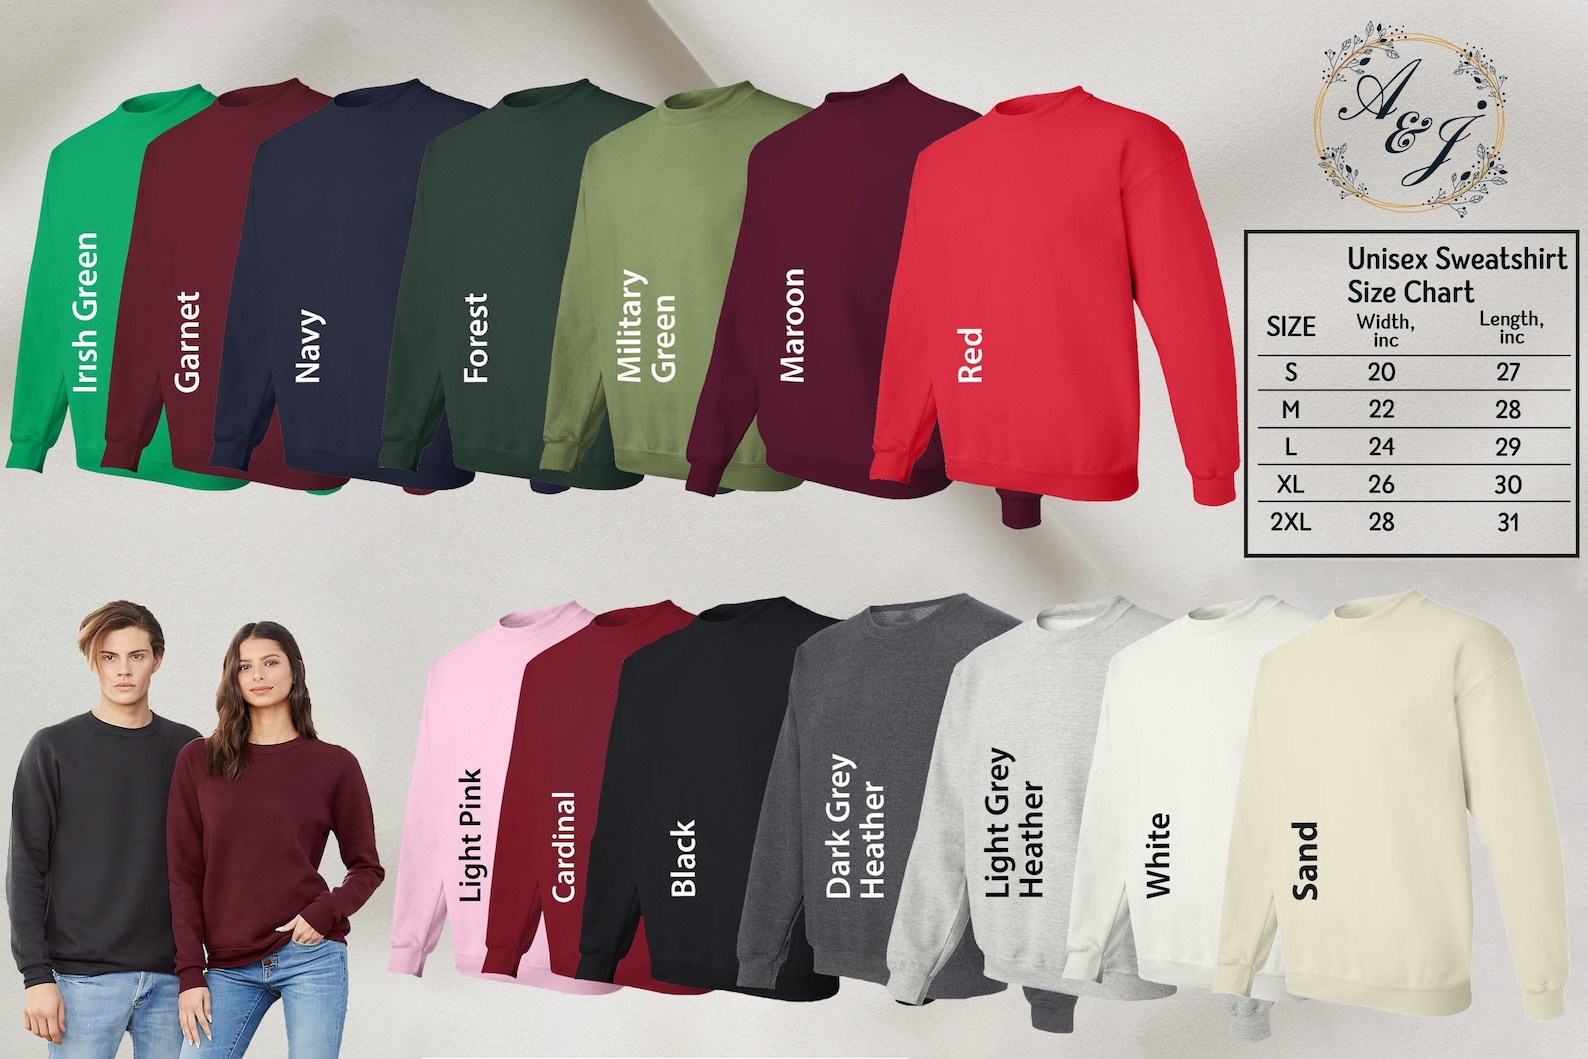 Irish Green
Garnet
Navy
Forest
Military
Green
Maroon
Red
A&J
Unisex Sweatshirt
Size Chart
SIZE Width, inc Length, inc
S 20 27
M 22 28
L 24 29
XL 26 30
2XL 28 31
Light Pink
Cardinal
Black
Dark Grey
Heather
Light Grey
Heather
White
Sand